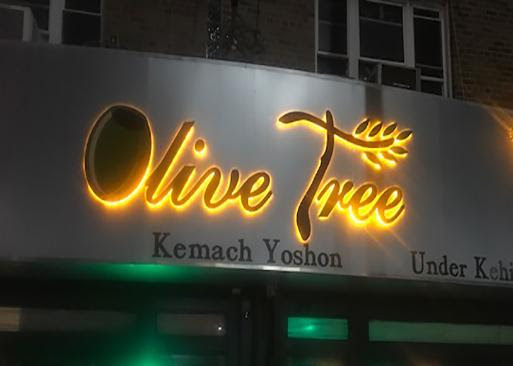 Olive Tree
Kemach Yoshon
Under